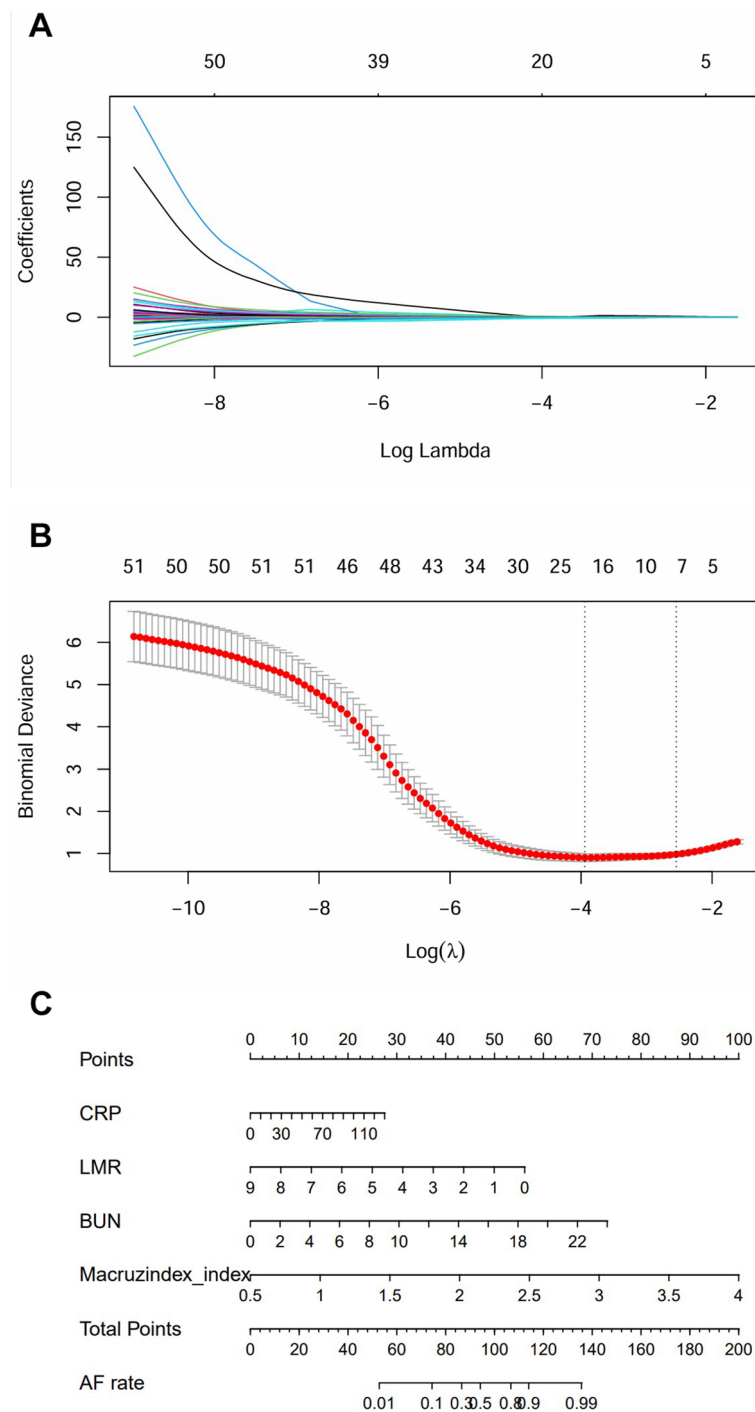 A
50 39 20 5
150
100
50
0
Coefficients
−8 −6 −4 −2
Log Lambda
B
51 50 50 51 51 46 48 43 34 30 25 16 10 7 5
6
5
4
3
2
1
Binomial Deviance
−10 −8 −6 −4 −2
Log(λ)
C
0 10 20 30 40 50 60 70 80 90 100
Points
CRP
0 30 70 110
LMR
9 8 7 6 5 4 3 2 1 0
BUN
0 2 4 6 8 10 14 18 22
Macruzindex_index
0.5 1 1.5 2 2.5 3 3.5 4
Total Points
0 20 40 60 80 100 120 140 160 180 200
AF rate
0.01 0.1 0.3 0.5 0.8 0.9 0.99